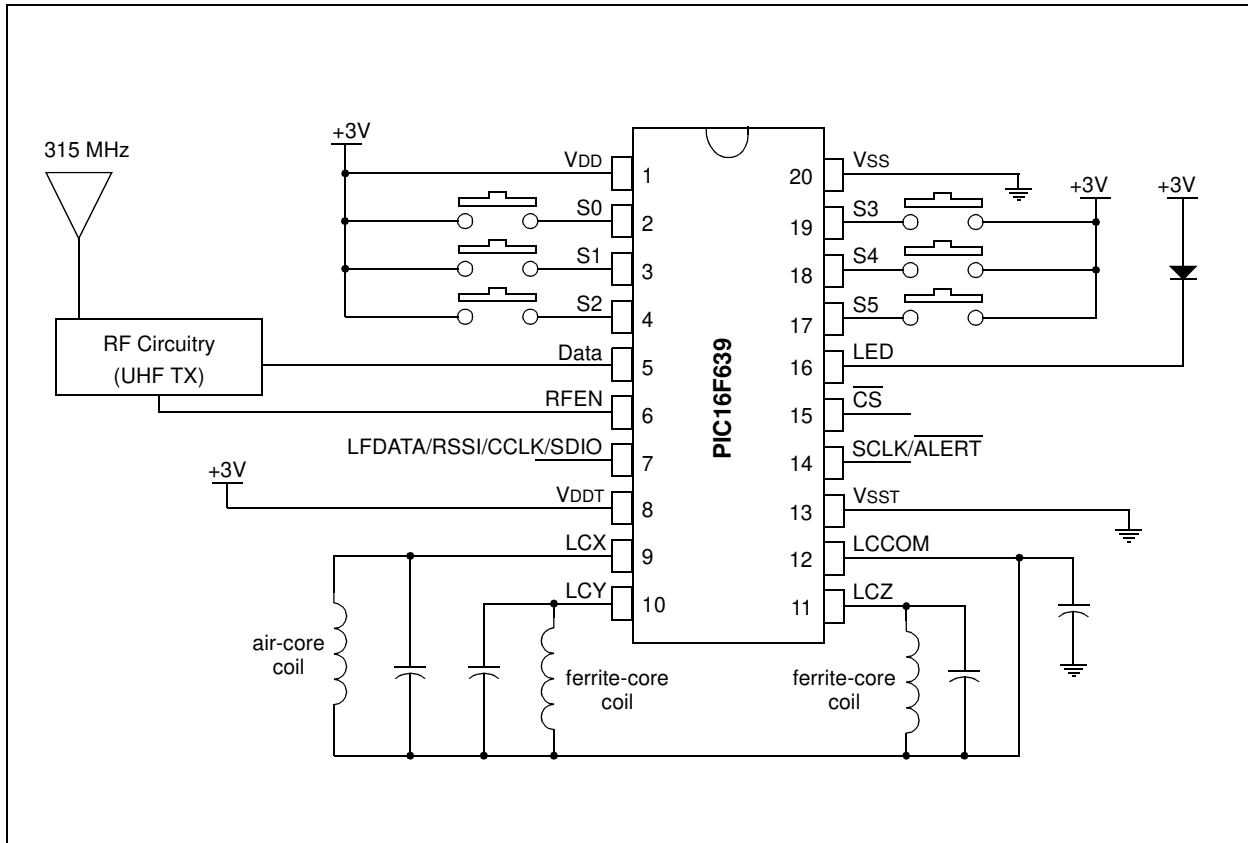 315 MHz
RF Circuitry
(UHF TX)
+3V
VDD
S0
S1
S2
Data
RFEN
LFDATA/RSSI/CCLK/SDIO
+3V
VDDT
LCX
LCY
1
2
3
4
5
6
7
8
9
10
PIC16F639
20
19
18
17
16
15
14
13
12
11
VSS
S3
S4
S5
LED
CS
SCLK/ALERT
VSST
LCCOM
LCZ
+3V
+3V
air-core
coil
ferrite-core
coil
ferrite-core
coil